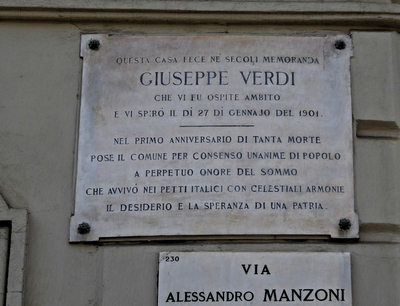 QUESTA CASA FECE NE SECOLI MEMORANDA
GIUSEPPE VERDI
CHE VI FU OSPITE AMBITO
E VI SPIRÒ IL DÌ 27 DI GENNAJO DEL 1901.
NEL PRIMO ANNIVERSARIO DI TANTA MORTE
POSE IL COMUNE PER CONSENSO UNANIME DI POPOLO
A PERPETUO ONORE DEL SOMMO
CHE AVVIVÒ NEI PETTI ITALICI CON CELESTIALI ARMONIE
IL DESIDERIO E LA SPERANZA DI UNA PATRIA.
230
VIA
ALESSANDRO MANZONI